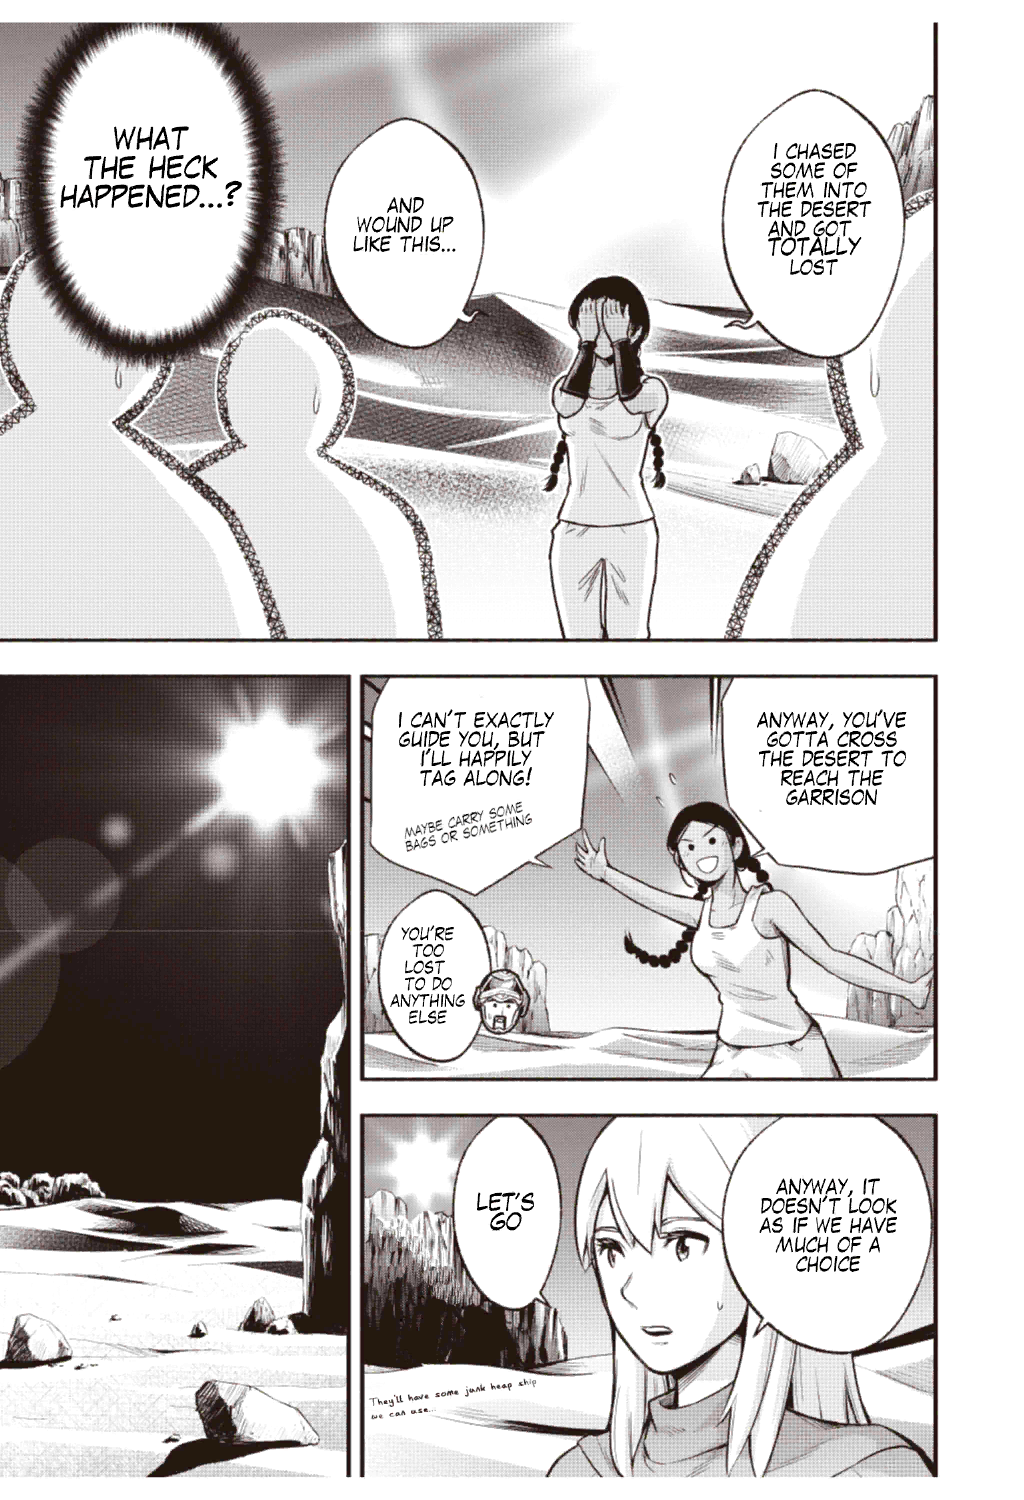 I CHASED
SOME OF
THEM INTO
THE DESERT
AND GOT
TOTALLY
LOST
AND
WOUND UP
LIKE THIS...
WHAT
THE HECK
HAPPENED...?
ANYWAY, YOU'VE
GOTTA CROSS
THE DESERT TO
REACH THE
GARRISON
I CAN'T EXACTLY
GUIDE YOU, BUT
I'LL HAPPILY
TAG ALONG!
MAYBE CARRY SOME
BAGS OR SOMETHING
YOU'RE
TOO
LOST
TO DO
ANYTHING
ELSE
ANYWAY, IT
DOESN'T LOOK
AS IF WE HAVE
MUCH OF A
CHOICE
LET'S
GO
They'll have some junk heap ship
we can use...